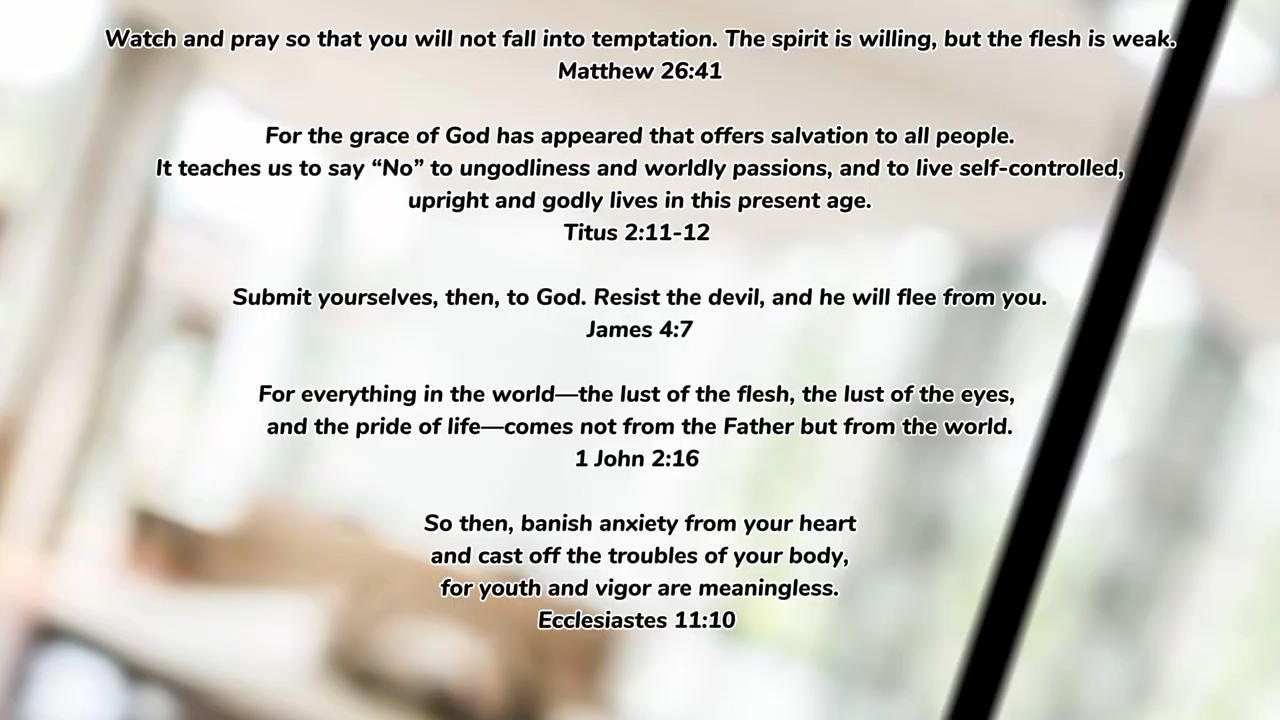 Watch and pray so that you will not fall into temptation. The spirit is willing, but the flesh is weak.
Matthew 26:41
For the grace of God has appeared that offers salvation to all people.
It teaches us to say “No” to ungodliness and worldly passions, and to live self-controlled,
upright and godly lives in this present age.
Titus 2:11-12
Submit yourselves, then, to God. Resist the devil, and he will flee from you.
James 4:7
For everything in the world—the lust of the flesh, the lust of the eyes,
and the pride of life—comes not from the Father but from the world.
1 John 2:16
So then, banish anxiety from your heart
and cast off the troubles of your body,
for youth and vigor are meaningless.
Ecclesiastes 11:10